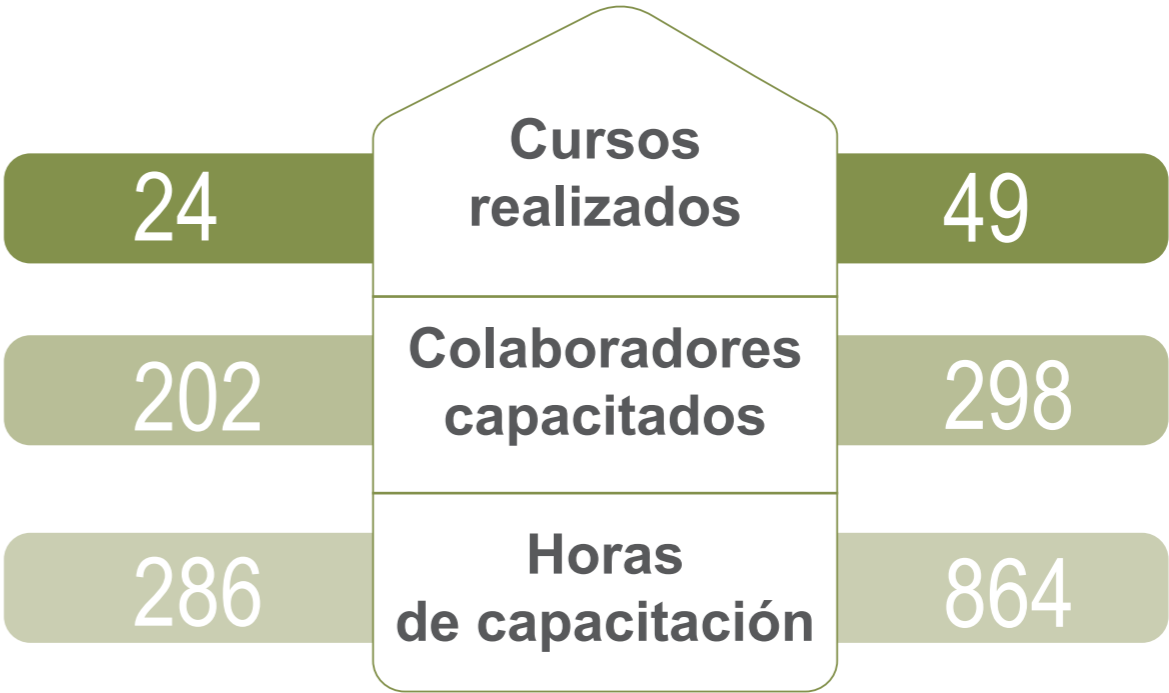 Cursos
24 realizados 49
Colaboradores
202 capacitados 298
Horas
286 de capacitación 864